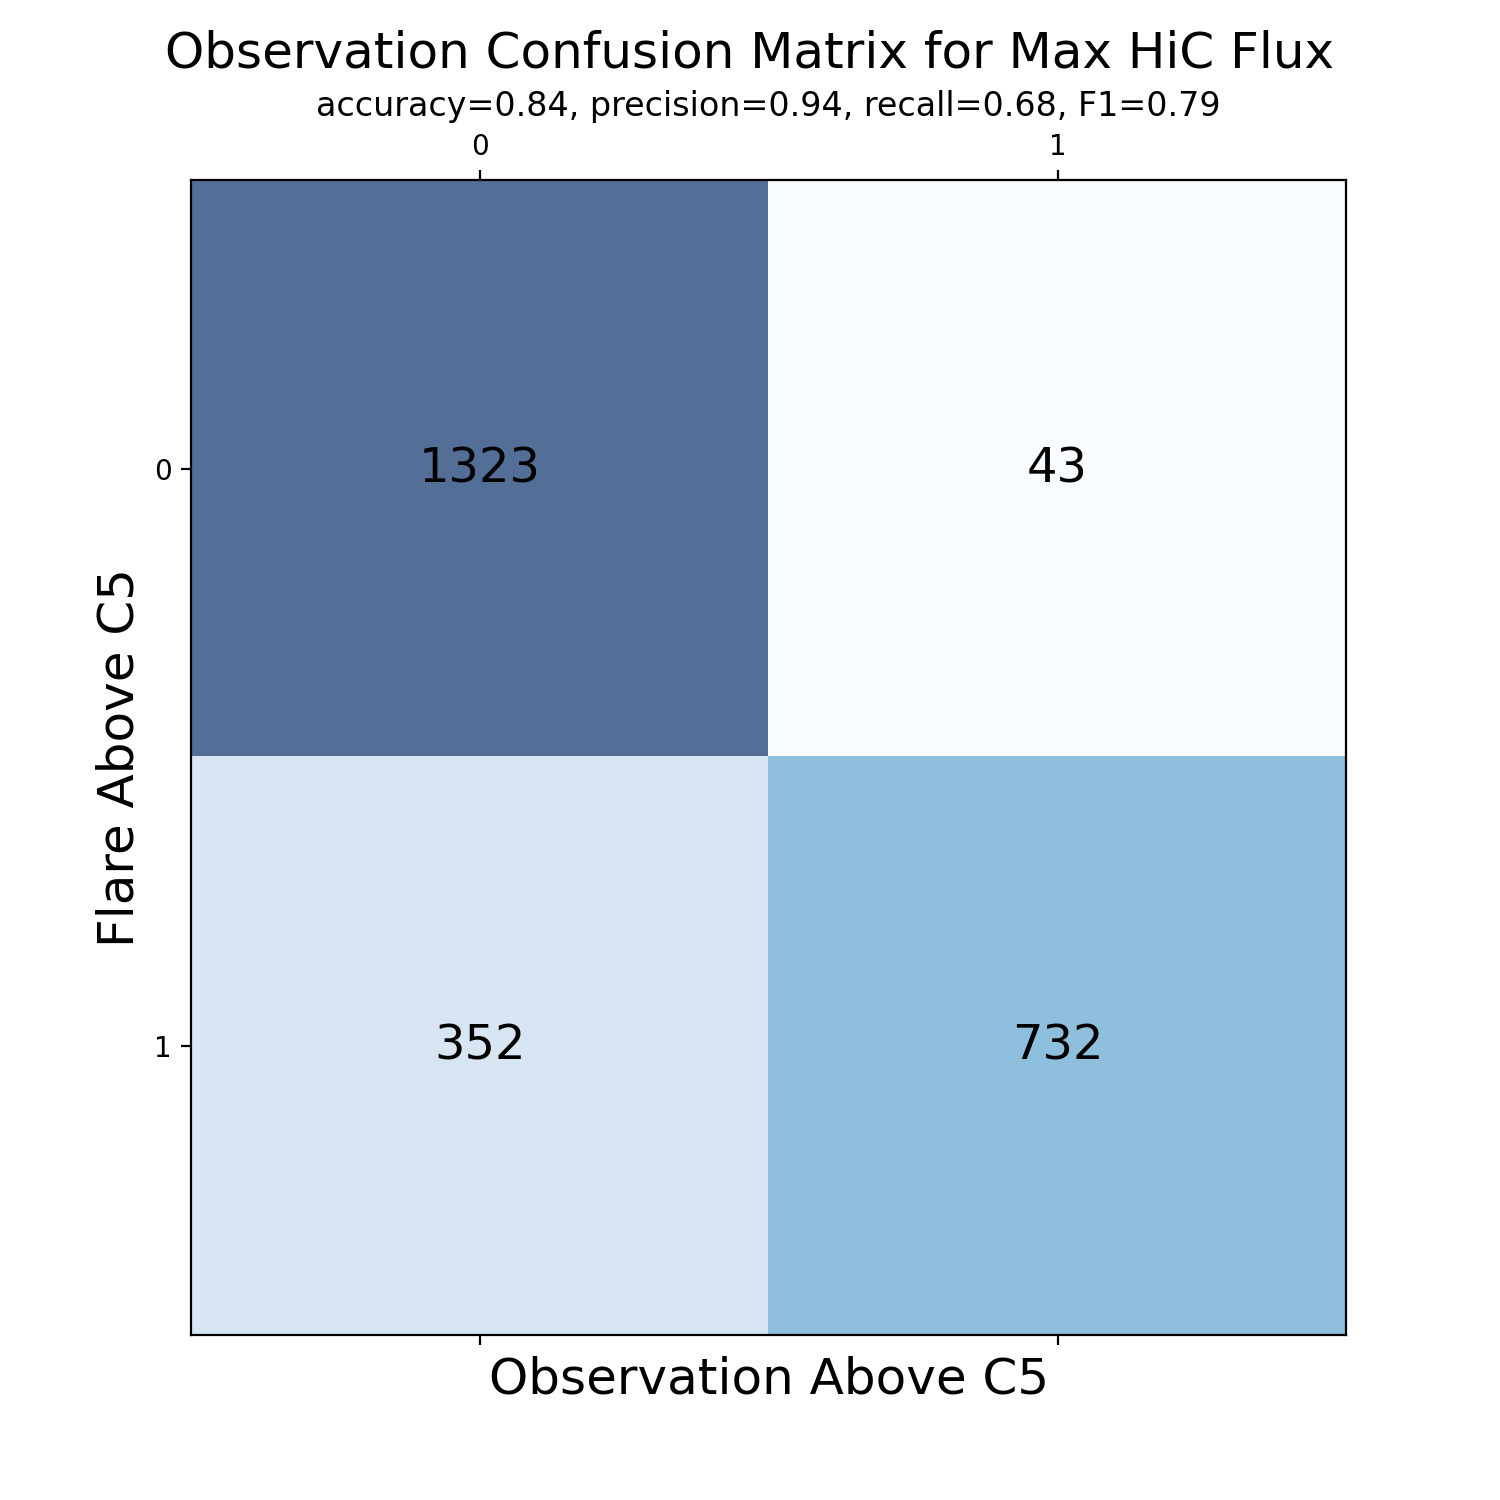 Observation Confusion Matrix for Max HiC Flux
accuracy=0.84, precision=0.94, recall=0.68, F1=0.79
0 1
0
1323 43
Flare Above C5
1
352 732
Observation Above C5